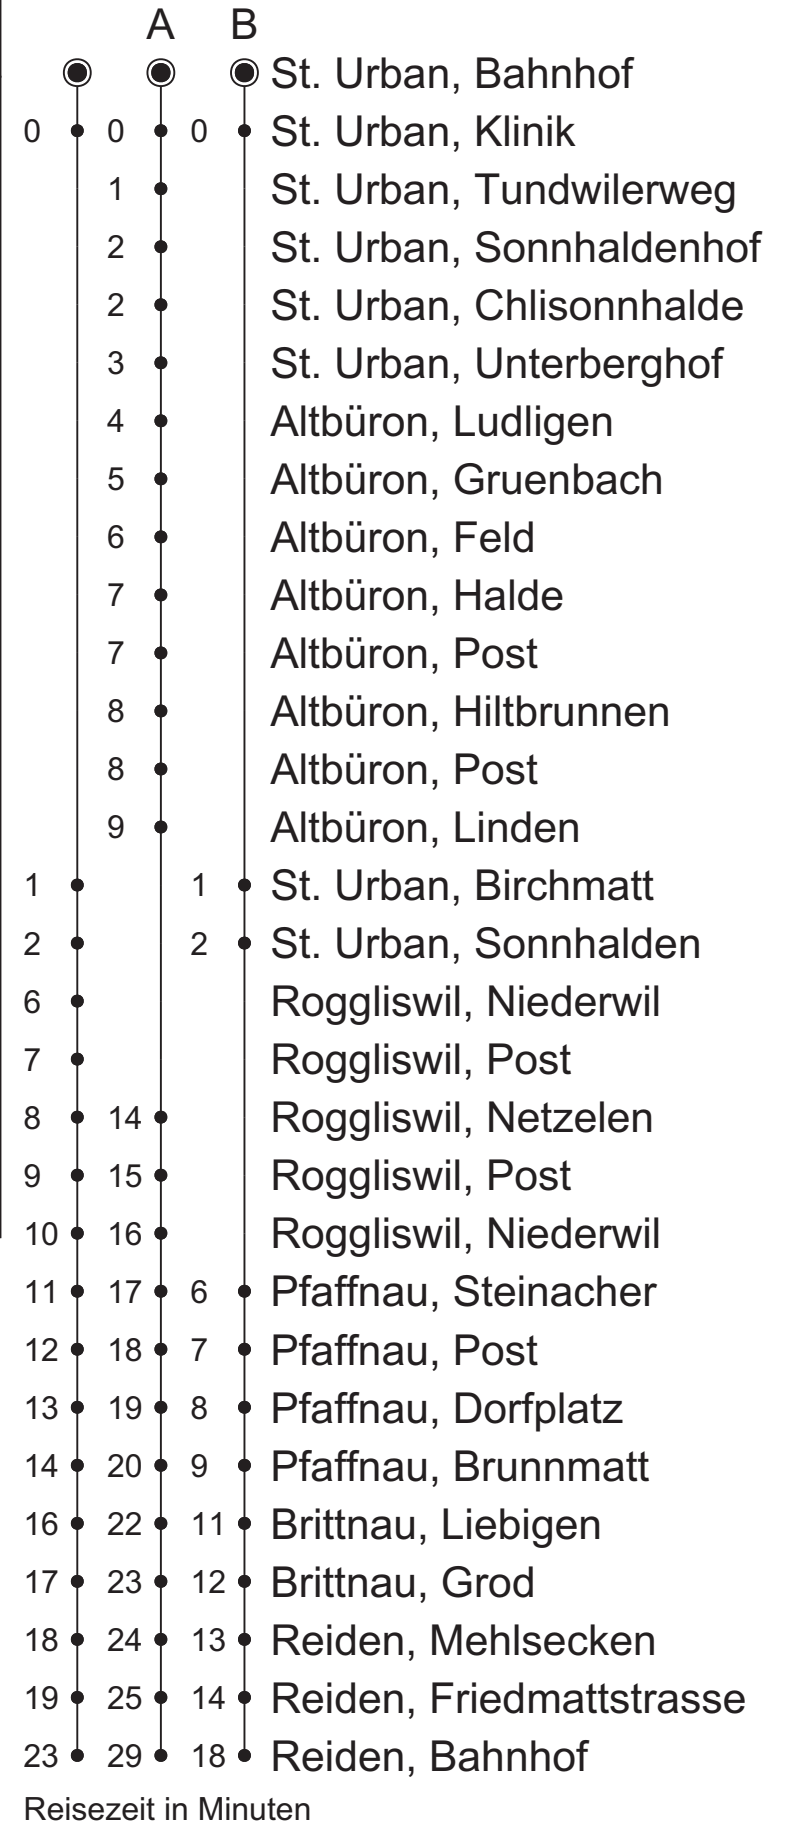 A B
St. Urban, Bahnhof
0 0 0 St. Urban, Klinik
1 St. Urban, Tundwilerweg
2 St. Urban, Sonnhaldenhof
2 St. Urban, Chlisonnhalde
3 St. Urban, Unterberghof
4 Altbüron, Ludligen
5 Altbüron, Gruenbach
6 Altbüron, Feld
7 Altbüron, Halde
7 Altbüron, Post
8 Altbüron, Hiltbrunnen
8 Altbüron, Post
9 Altbüron, Linden
1 1 St. Urban, Birchmatt
2 2 St. Urban, Sonnhalden
6 Roggliswil, Niederwil
7 Roggliswil, Post
8 14 Roggliswil, Netzelen
9 15 Roggliswil, Post
10 16 Roggliswil, Niederwil
11 17 6 Pfaffnau, Steinacher
12 18 7 Pfaffnau, Post
13 19 8 Pfaffnau, Dorfplatz
14 20 9 Pfaffnau, Brunnmatt
16 22 11 Brittnau, Liebigen
17 23 12 Brittnau, Grod
18 24 13 Reiden, Mehlsecken
19 25 14 Reiden, Friedmattstrasse
23 29 18 Reiden, Bahnhof
Reisezeit in Minuten